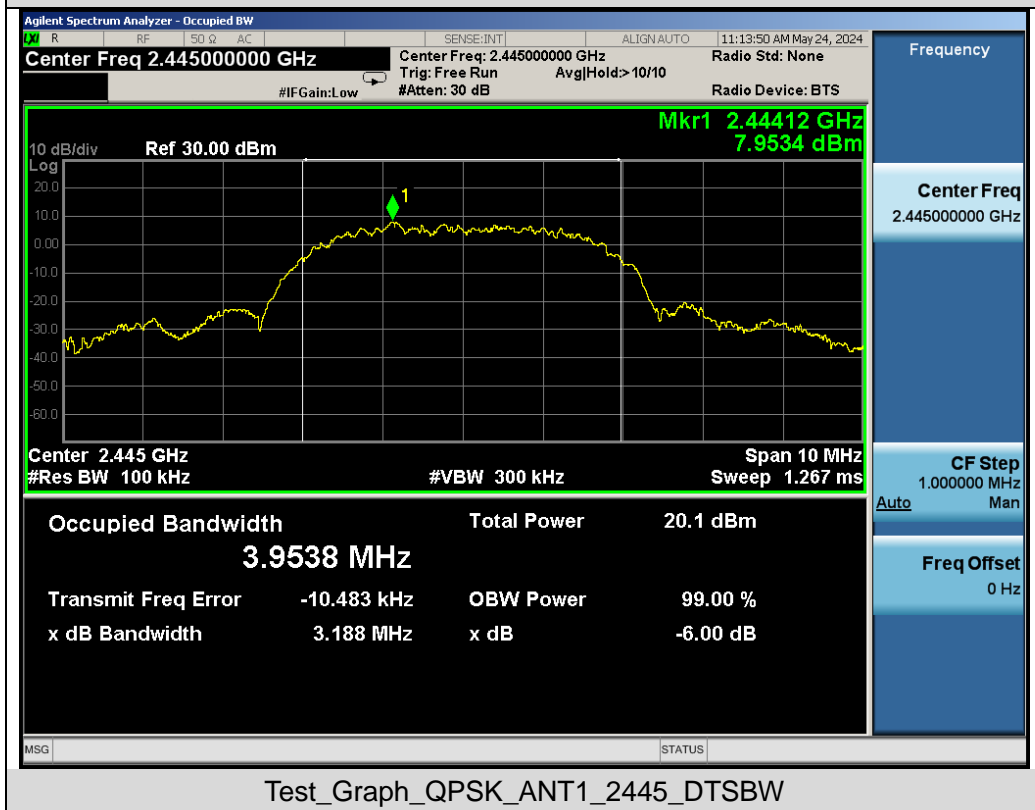 Agilent Spectrum Analyzer - Occupied BW
LXI R RF 50 Ω AC SENSE:INT ALIGN AUTO 11:13:50 AM May 24, 2024
Center Freq 2.445000000 GHz
Center Freq: 2.445000000 GHz Radio Std: None
Trig: Free Run Avg|Hold:>10/10
#IFGain:Low #Atten: 30 dB Radio Device: BTS
Frequency
Mkr1 2.44412 GHz
7.9534 dBm
10 dB/div Ref 30.00 dBm
Log
20.0
10.0
0.00
-10.0
-20.0
-30.0
-40.0
-50.0
-60.0
1
Center 2.445 GHz Span 10 MHz
#Res BW 100 kHz #VBW 300 kHz Sweep 1.267 ms
Center Freq
2.445000000 GHz
CF Step
1.000000 MHz
Auto Man
Freq Offset
0 Hz
Occupied Bandwidth Total Power 20.1 dBm
3.9538 MHz
Transmit Freq Error -10.483 kHz OBW Power 99.00 %
x dB Bandwidth 3.188 MHz x dB -6.00 dB
MSG STATUS
Test_Graph_QPSK_ANT1_2445_DTSBW